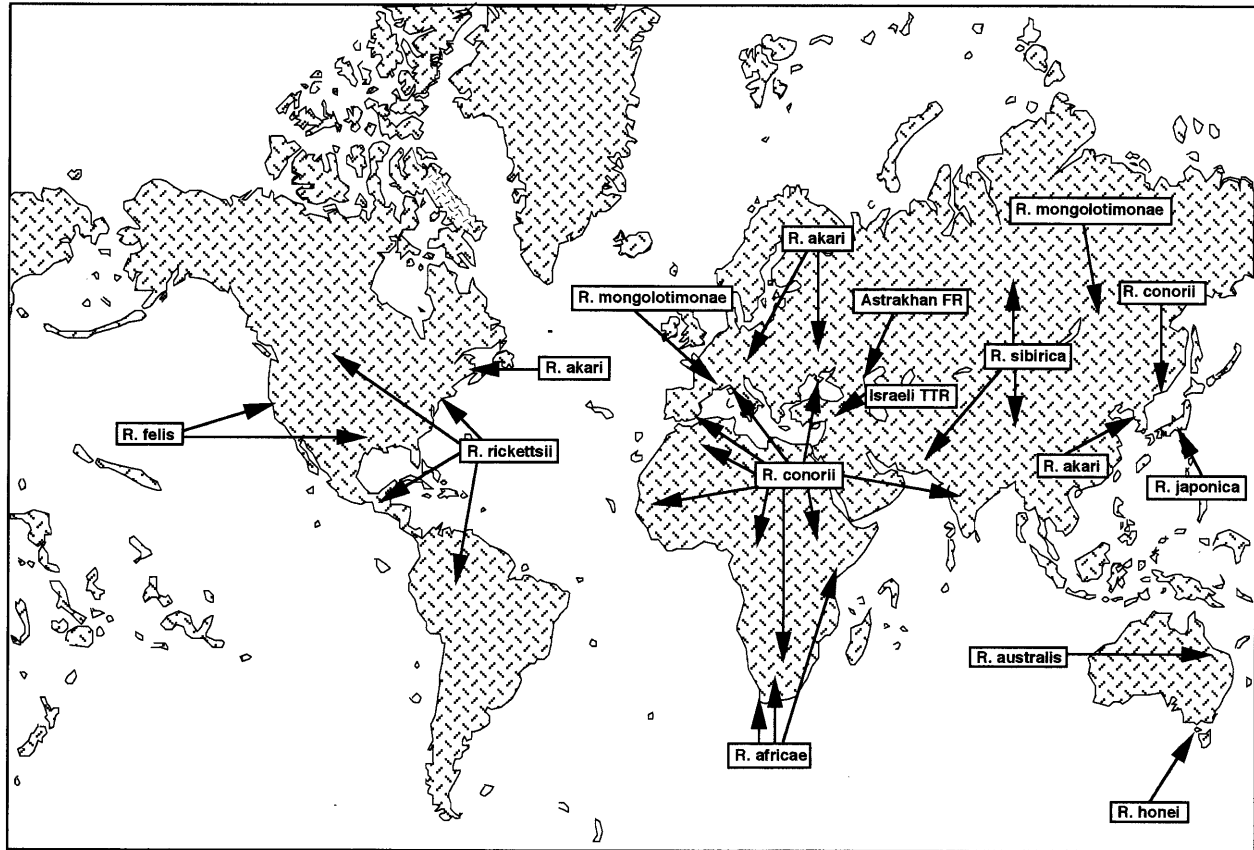 R. mongolotimonae
R. akari
R. mongolotimonae
Astrakhan FR
R. conorii
R. akari
R. sibirica
Israeli TTR
R. felis
R. rickettsii
R. conorii
R. akari
R. japonica
R. australis
R. africae
R. honei